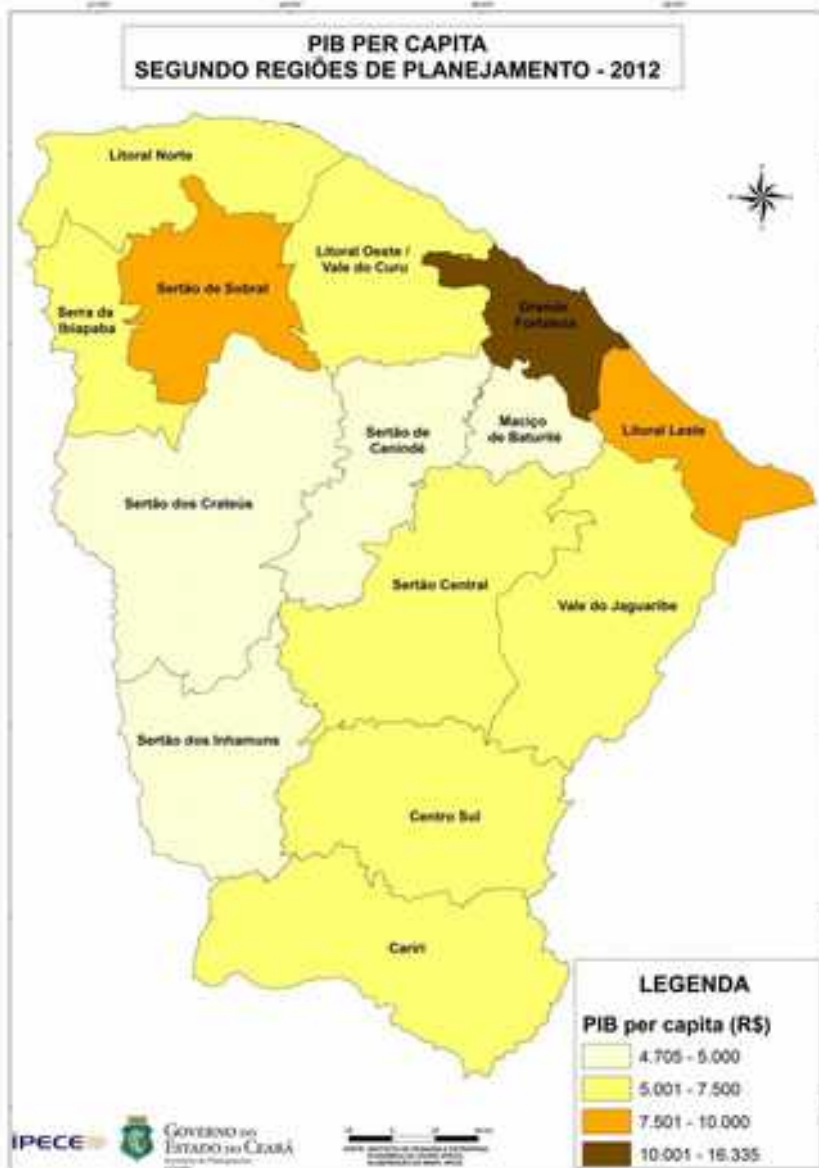 PIB PER CAPITA
SEGUNDO REGIÕES DE PLANEJAMENTO - 2012
Litoral Norte
Litoral Oeste /
Vale do Curu
Sertão de Sobral
Serra da
Ibiapaba
Grande
Fortaleza
Maciço
de Baturité
Litoral Leste
Sertão de
Canindé
Sertão dos Crateús
Sertão Central
Vale do Jaguaribe
Sertão dos Inhamuns
Centro Sul
Cariri
LEGENDA
PIB per capita (R$)
4.705 - 5.000
5.001 - 7.500
7.501 - 10.000
10.001 - 16.335
IPECE
GOVERNO DO
ESTADO DO CEARÁ